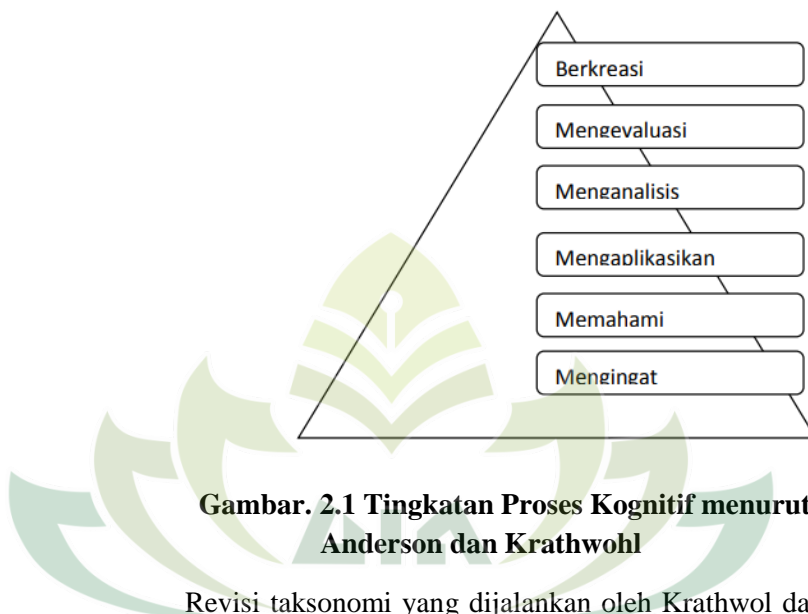 Berkreasi
Mengevaluasi
Menganalisis
Mengaplikasikan
Memahami
Mengingat
Gambar. 2.1 Tingkatan Proses Kognitif menurut
Anderson dan Krathwohl
Revisi taksonomi yang dijalankan oleh Krathwol da